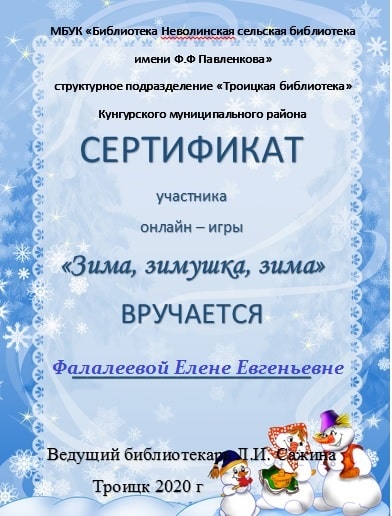 МБУК «Библиотека Неволинская сельская библиотека
имени Ф.Ф Павленкова»
структурное подразделение «Троицкая библиотека»
Кунгурского муниципального района
СЕРТИФИКАТ
участника
онлайн – игры
«Зима, зимушка, зима»
ВРУЧАЕТСЯ
Фалалеевой Елене Евгеньевне
Ведущий библиотекарь Л.И. Сажина
Троицк 2020 г